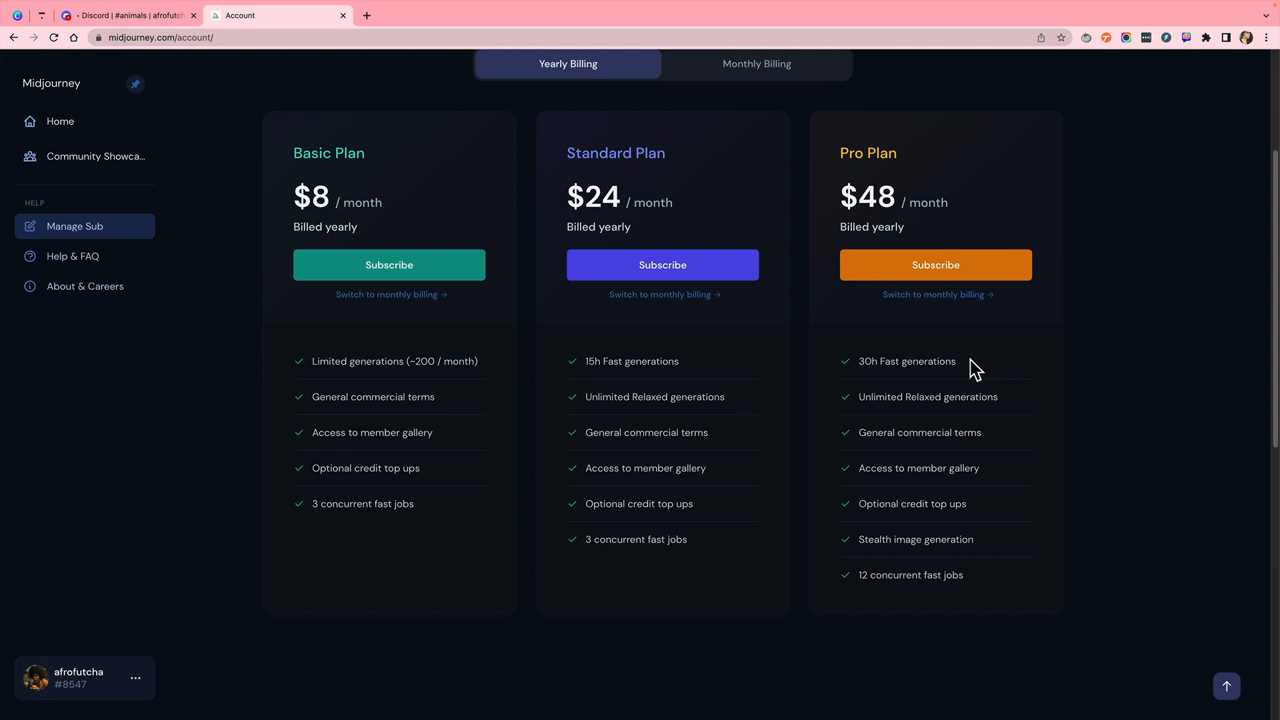 Discord | #animals | afrofutch
Account
midjourney.com/account/
Midjourney
Home
Community Showca...
HELP
Manage Sub
Help & FAQ
About & Careers
afrofutcha
#8547
Yearly Billing
Monthly Billing
Basic Plan
$8 / month
Billed yearly
Subscribe
Switch to monthly billing →
Limited generations (~200 / month)
General commercial terms
Access to member gallery
Optional credit top ups
3 concurrent fast jobs
Standard Plan
$24 / month
Billed yearly
Subscribe
Switch to monthly billing →
15h Fast generations
Unlimited Relaxed generations
General commercial terms
Access to member gallery
Optional credit top ups
3 concurrent fast jobs
Pro Plan
$48 / month
Billed yearly
Subscribe
Switch to monthly billing →
30h Fast generations
Unlimited Relaxed generations
General commercial terms
Access to member gallery
Optional credit top ups
Stealth image generation
12 concurrent fast jobs